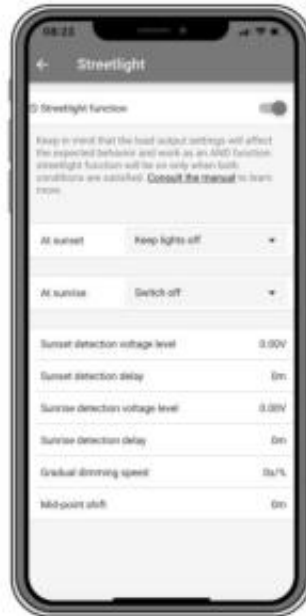 08:22
Streetlight
Streetlight function
Keep in mind that the load output settings will affect
the expected behavior and work as an AND function:
streetlight function will be on only when both
conditions are satisfied. Consult the manual to learn
more.
At sunset Keep lights off
At sunrise Switch off
Sunset detection voltage level 0.00V
Sunset detection delay 0m
Sunrise detection voltage level 0.00V
Sunrise detection delay 0m
Gradual dimming speed 0s/%
Mid-point shift 0m